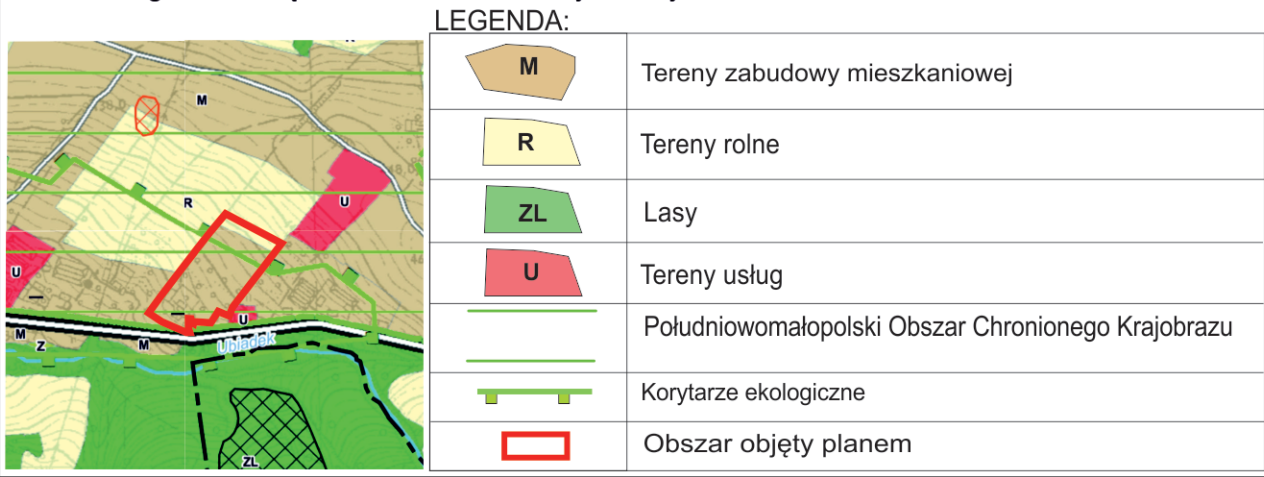 LEGENDA:
M
Tereny zabudowy mieszkaniowej
R
Tereny rolne
ZL
Lasy
U
Tereny usług
Południowomałopolski Obszar Chronionego Krajobrazu
Korytarze ekologiczne
Obszar objęty planem
M
R
U
U
U
M
Z
M
Ubiadek
ZL